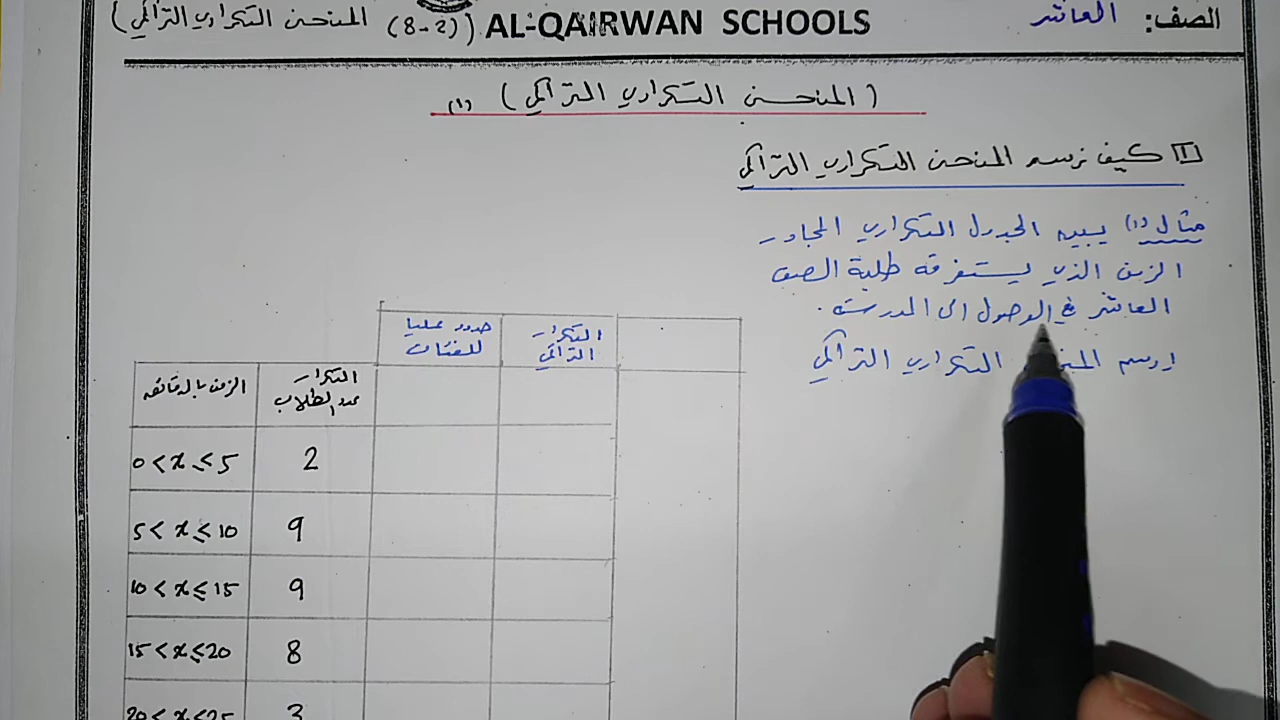 الصف: العاشر AL-QAIRWAN SCHOOLS ((8-2) المنحنى التكراري التراكمي)
(المنحنى التكراري التراكمي) (1)
1 كيف نرسم المنحنى التكراري التراكمي
مثال (1) يبين الجدول التكراري المجاور
الزمن الذي يستغرقه طلبة الصف
العاشر في الوصول الى المدرسة.
ارسم التكراري التراكمي
حدود عليا للفئات
التكرار التراكمي
الزمن بالدقائق
التكرار عدد الطلاب
0 < x ≤ 5 2
5 < x ≤ 10 9
10 < x ≤ 15 9
15 < x ≤ 20 8
20 < x ≤ 25 3